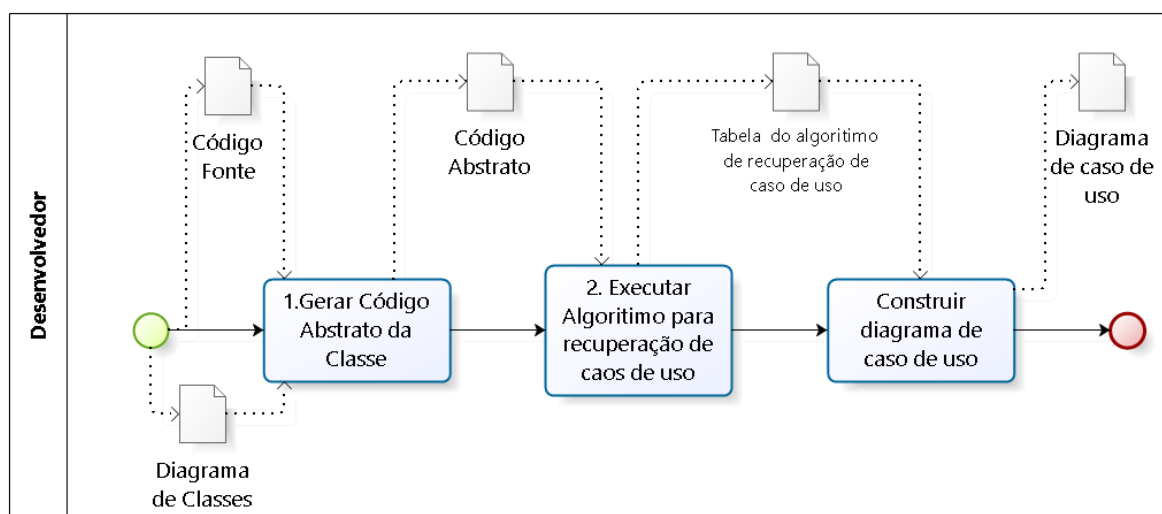 Desenvolvedor
Código
Fonte
Código
Abstrato
Tabela do algoritimo
de recuperação de
caso de uso
Diagrama
de caso de
uso
1.Gerar Código
Abstrato da
Classe
2. Executar
Algoritimo para
recuperação de
caos de uso
Construir
diagrama de
caso de uso
Diagrama
de Classes